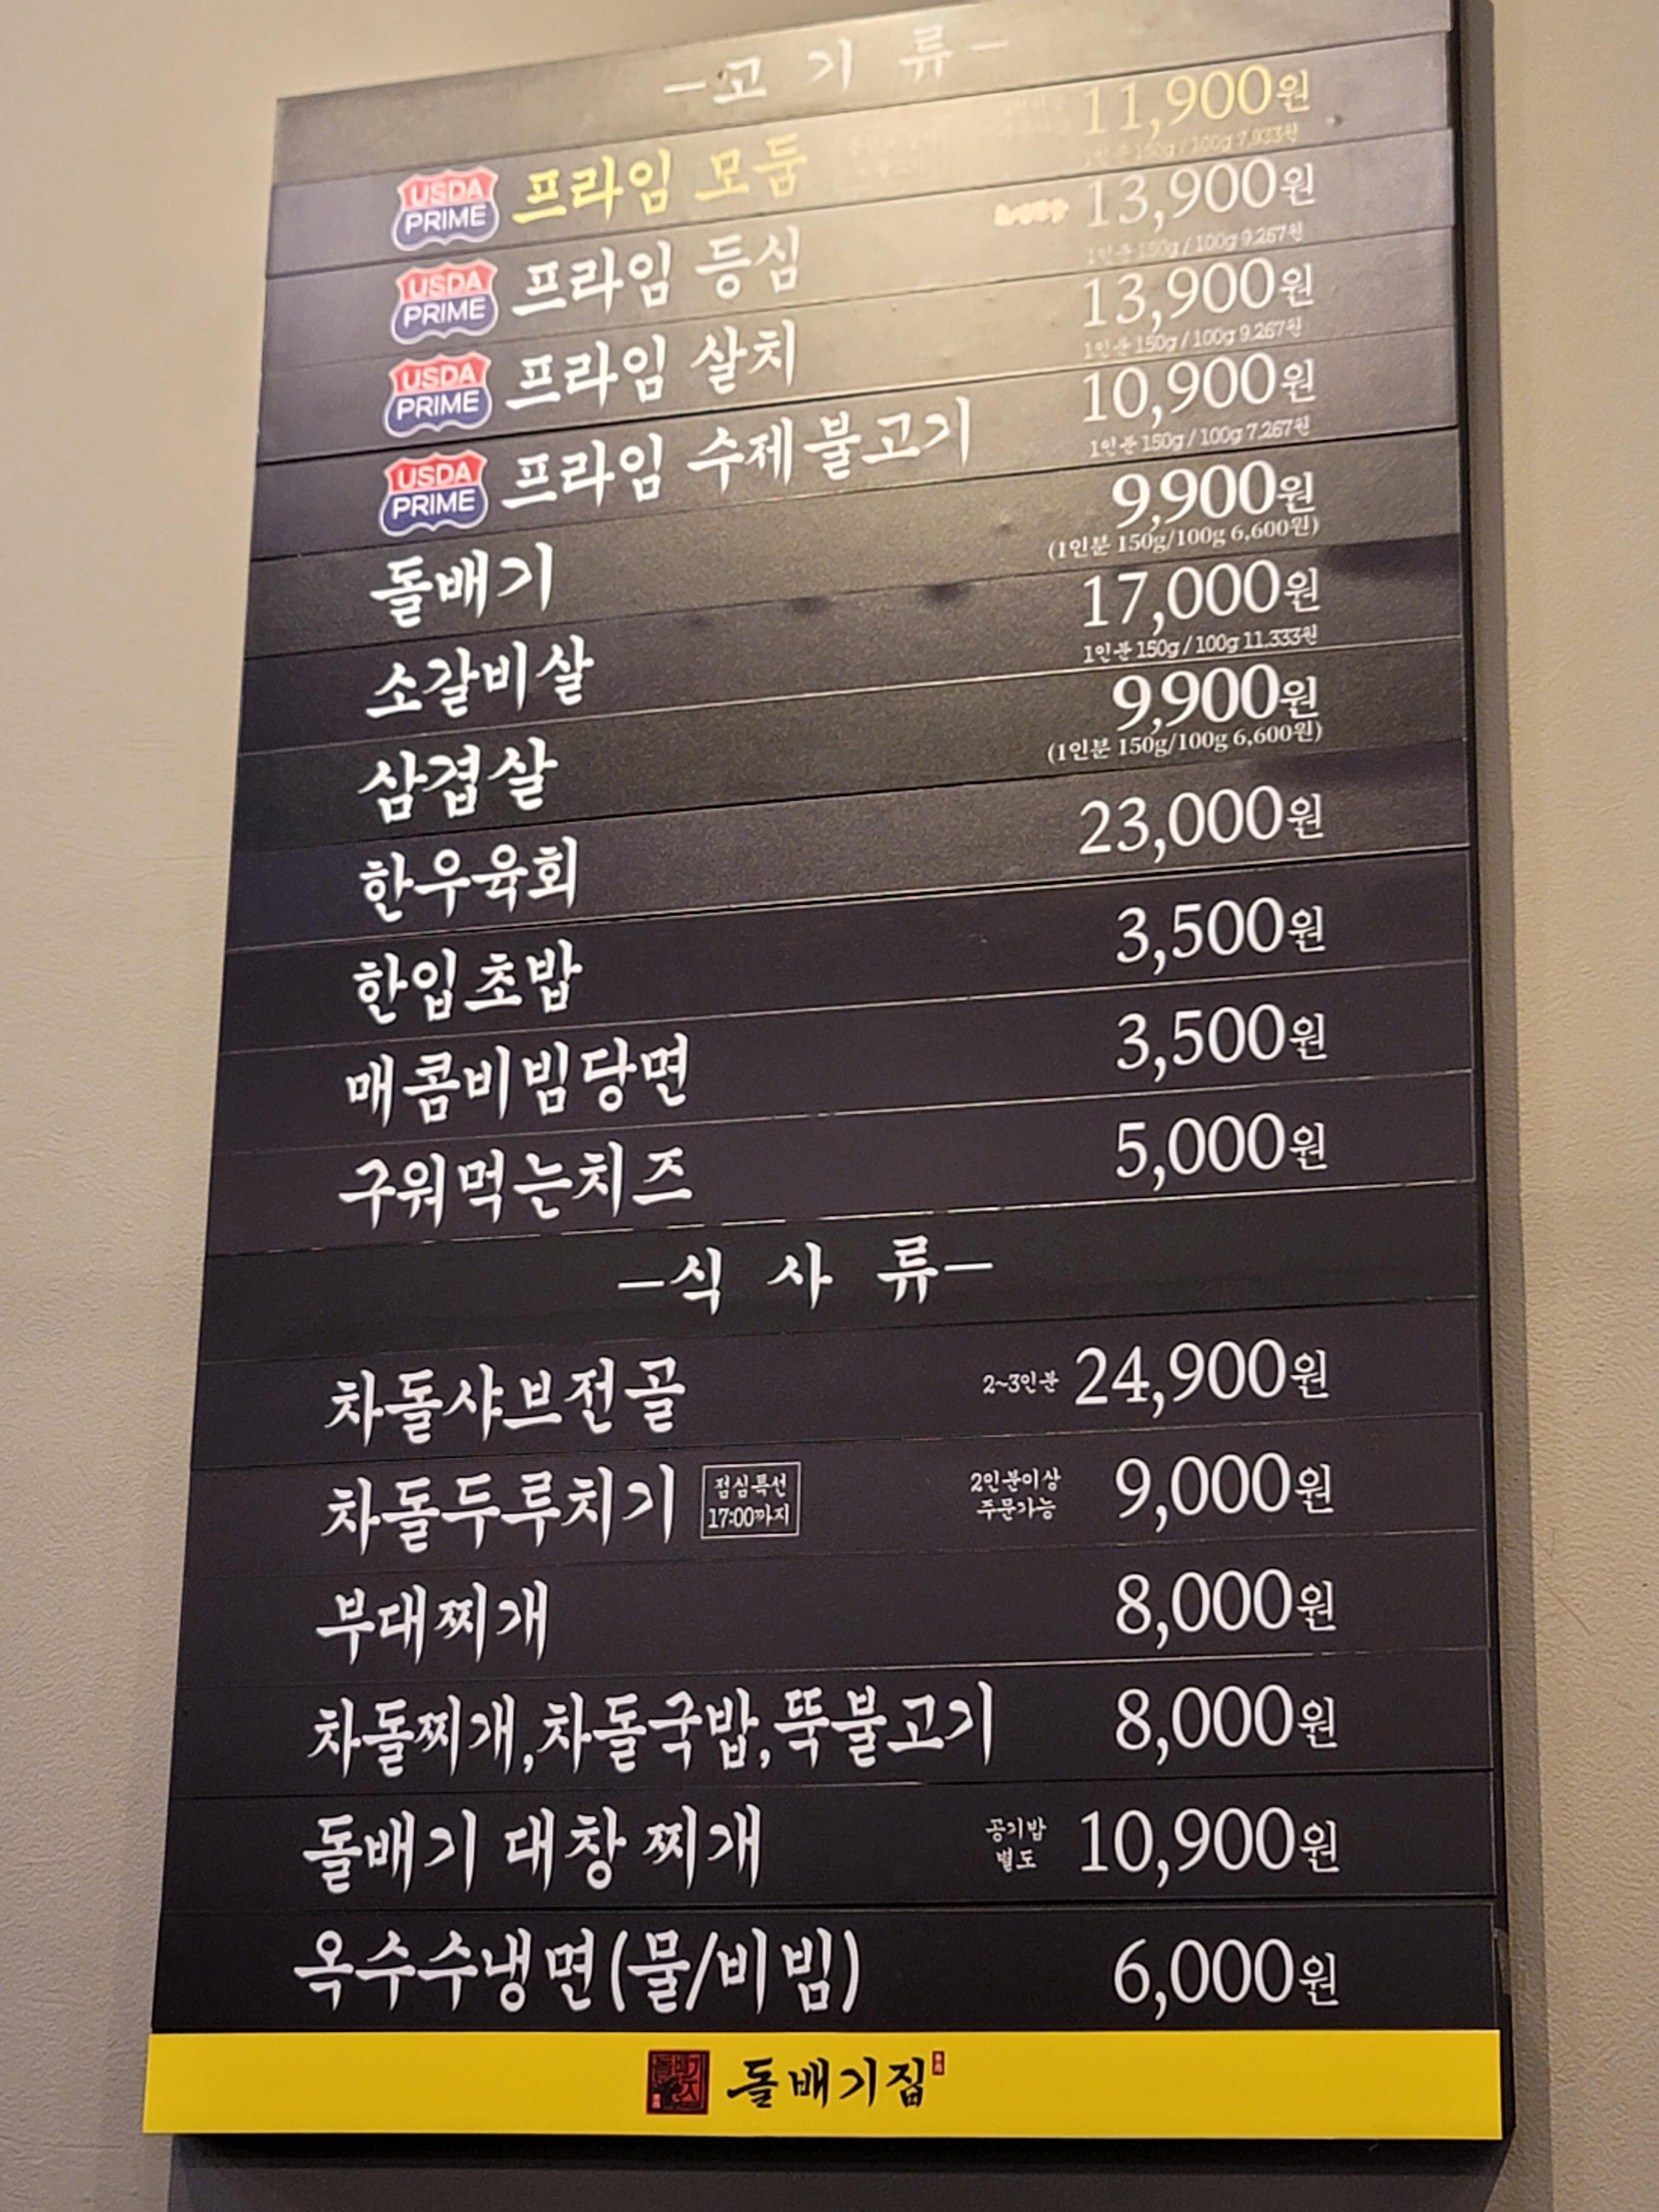 -고기류-
USDA PRIME 프라임 모둠 11,900원
1인분 150g / 100g 7,933원
USDA PRIME 프라임 등심 13,900원
1인분 150g / 100g 9,267원
USDA PRIME 프라임 살치 13,900원
1인분 150g / 100g 9,267원
USDA PRIME 프라임 수제불고기 10,900원
1인분 150g / 100g 7,267원
돌배기 9,900원
(1인분 150g/100g 6,600원)
소갈비살 17,000원
1인분 150g / 100g 11,333원
삼겹살 9,900원
(1인분 150g/100g 6,600원)
한우육회 23,000원
한입초밥 3,500원
매콤비빔당면 3,500원
구워먹는치즈 5,000원
-식사류-
차돌샤브전골 2~3인분 24,900원
차돌두루치기 점심특선 17:00까지 2인분이상 주문가능 9,000원
부대찌개 8,000원
차돌찌개,차돌국밥,뚝불고기 8,000원
돌배기 대창 찌개 공기밥 별도 10,900원
옥수수냉면(물/비빔) 6,000원
돌배기집